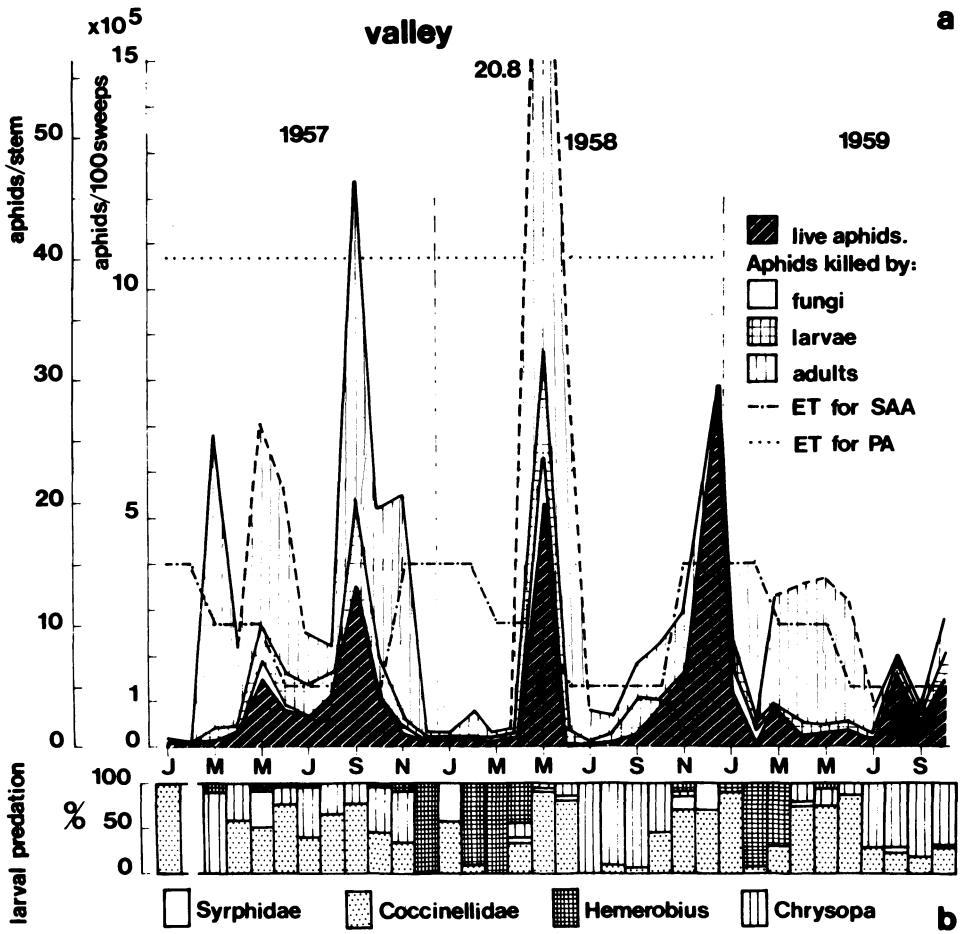 x10⁵
valley
a
15
20.8
50
1957
1958
1959
aphids/stem
aphids/100sweeps
live aphids.
Aphids killed by:
fungi
larvae
adults
ET for SAA
ET for PA
40
10
30
20
5
10
1
0
0
J M M J S N J M M J S N J M M J S
larval predation
%
100
50
0
Syrphidae
Coccinellidae
Hemerobius
Chrysopa
b